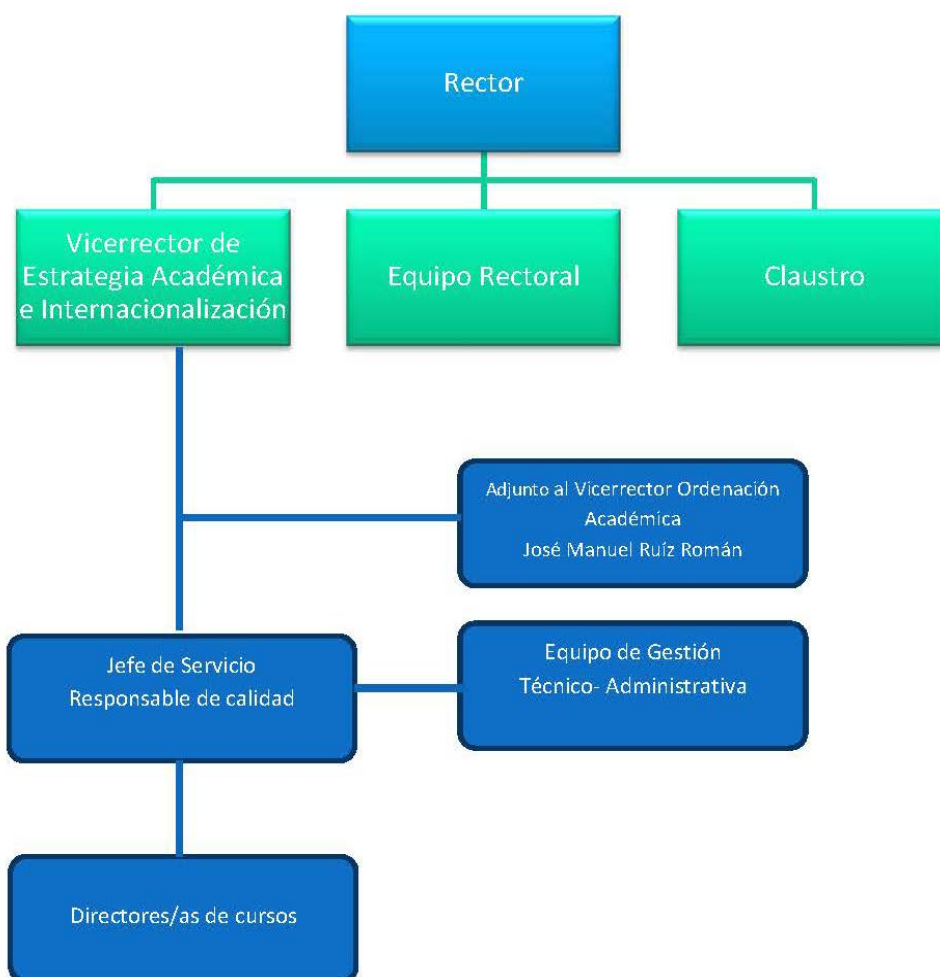 Rector
Vicerrector de
Estrategia Académica
e Internacionalización
Equipo Rectoral
Claustro
Adjunto al Vicerrector Ordenación
Académica
José Manuel Ruíz Román
Jefe de Servicio
Responsable de calidad
Equipo de Gestión
Técnico- Administrativa
Directores/as de cursos